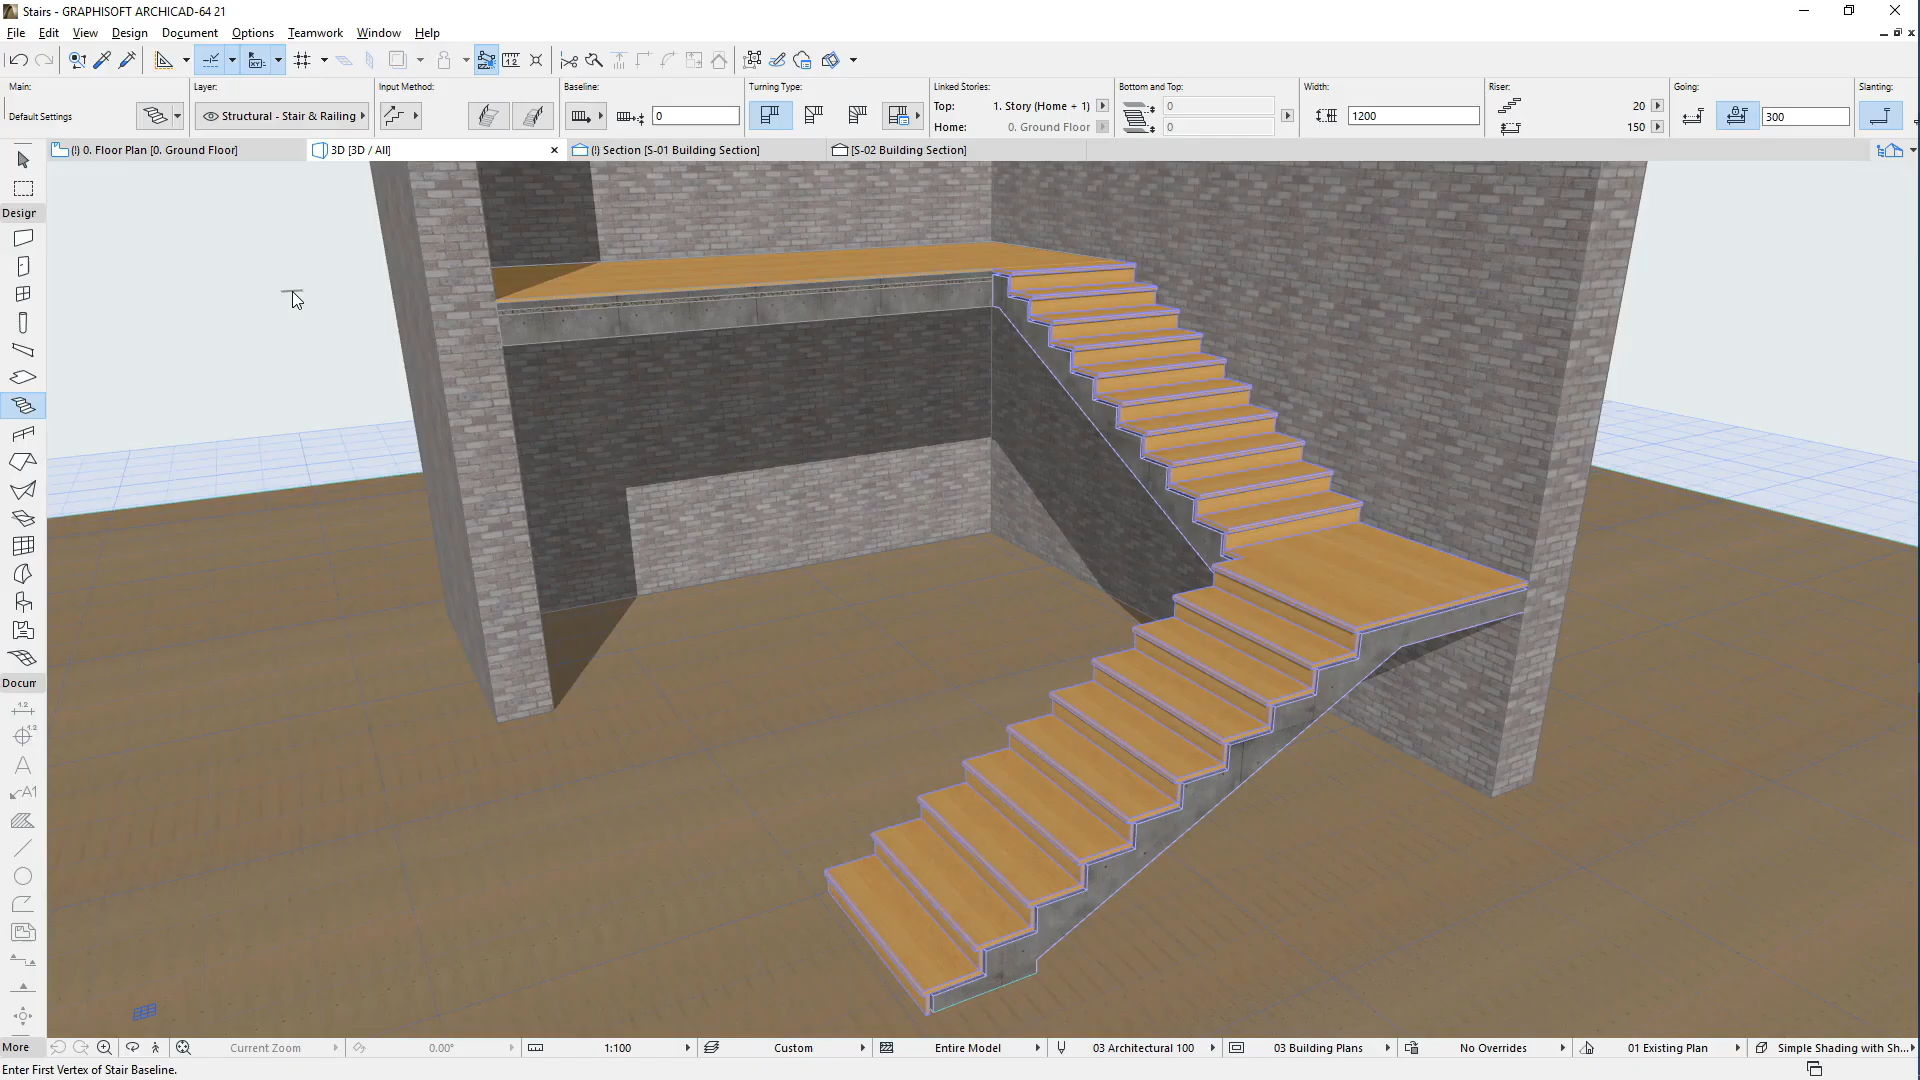 Stairs - GRAPHISOFT ARCHICAD-64 21
File Edit View Design Document Options Teamwork Window Help
Main: Layer: Input Method: Baseline: Turning Type: Linked Stories: Bottom and Top: Width: Riser: Going: Slanting:
Top: 1. Story (Home + 1) 0 20
Default Settings Structural - Stair & Railing 0 1200 300
Home: 0. Ground Floor 0 150
(!) 0. Floor Plan [0. Ground Floor] 3D [3D / All] (!) Section [S-01 Building Section] [S-02 Building Section]
Design
Docum
1.2
1.2
A
A1
More Current Zoom 0.00° 1:100 Custom Entire Model 03 Architectural 100 03 Building Plans No Overrides 01 Existing Plan Simple Shading with Sh...
Enter First Vertex of Stair Baseline.